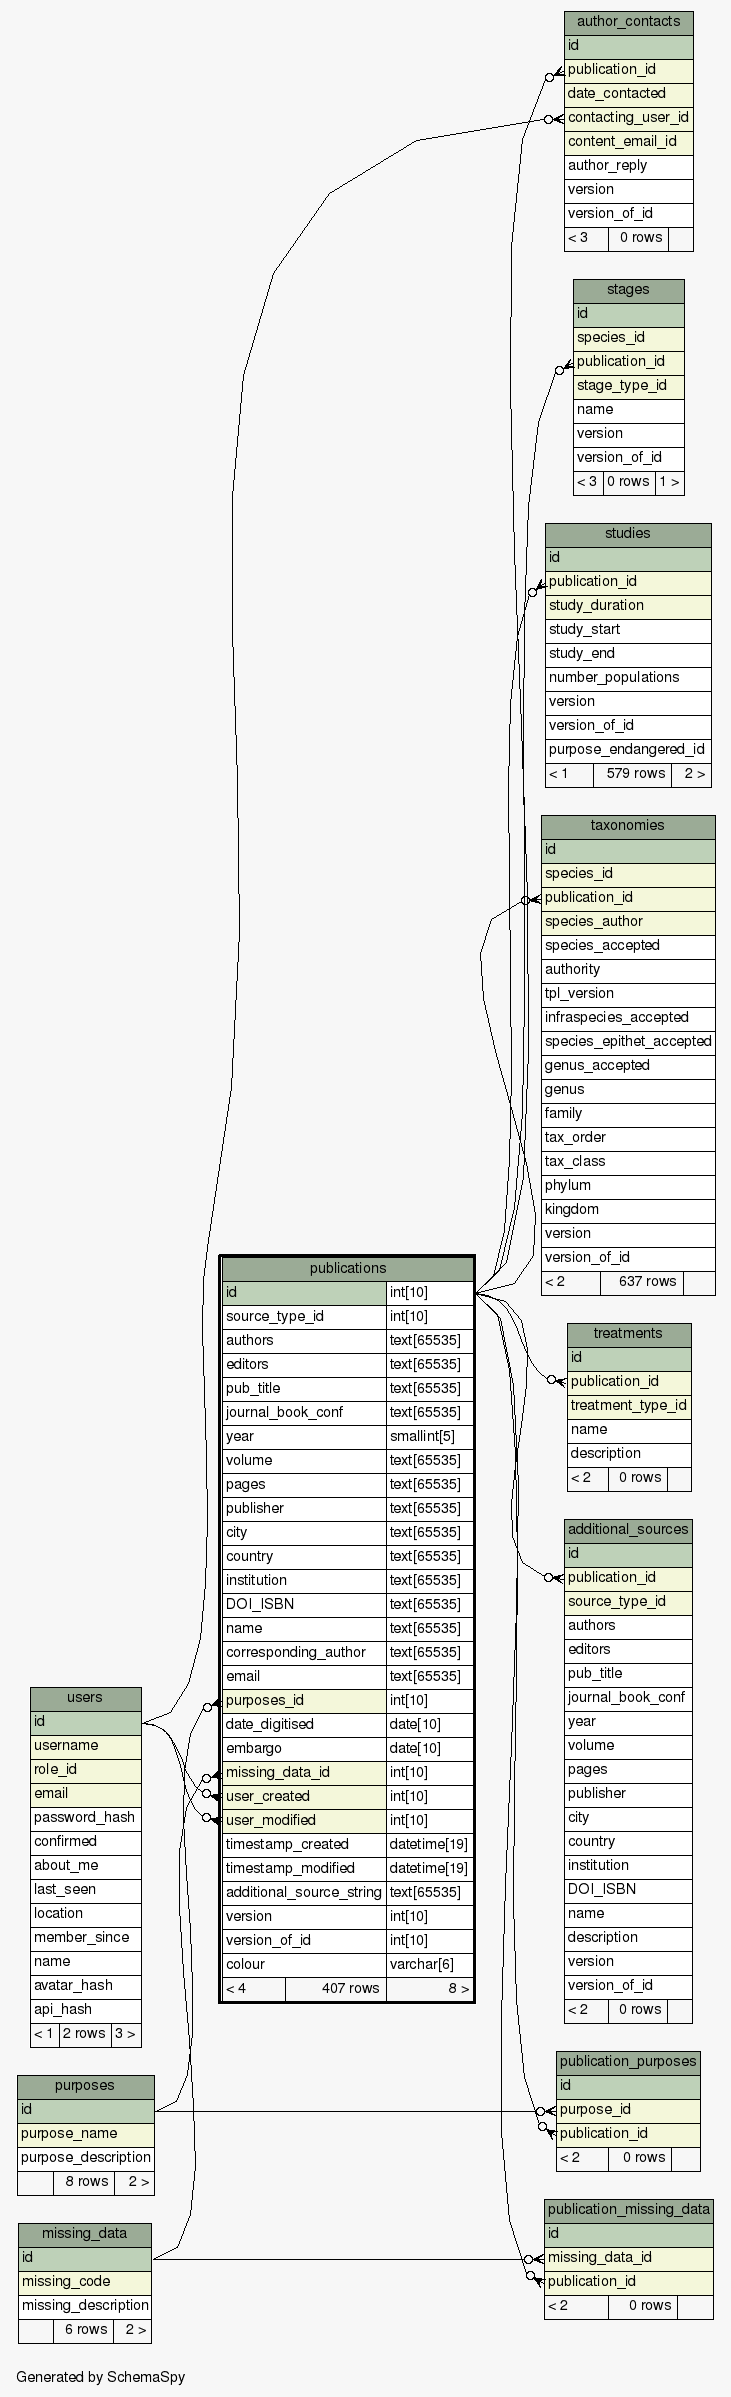 author_contacts
id
publication_id
date_contacted
contacting_user_id
content_email_id
author_reply
version
version_of_id
< 3 0 rows
stages
id
species_id
publication_id
stage_type_id
name
version
version_of_id
< 3 0 rows 1 >
studies
id
publication_id
study_duration
study_start
study_end
number_populations
version
version_of_id
purpose_endangered_id
< 1 579 rows 2 >
taxonomies
id
species_id
publication_id
species_author
species_accepted
authority
tpl_version
infraspecies_accepted
species_epithet_accepted
genus_accepted
genus
family
tax_order
tax_class
phylum
kingdom
version
version_of_id
< 2 637 rows
publications
id int[10]
source_type_id int[10]
authors text[65535]
editors text[65535]
pub_title text[65535]
journal_book_conf text[65535]
year smallint[5]
volume text[65535]
pages text[65535]
publisher text[65535]
city text[65535]
country text[65535]
institution text[65535]
DOI_ISBN text[65535]
name text[65535]
corresponding_author text[65535]
email text[65535]
purposes_id int[10]
date_digitised date[10]
embargo date[10]
missing_data_id int[10]
user_created int[10]
user_modified int[10]
timestamp_created datetime[19]
timestamp_modified datetime[19]
additional_source_string text[65535]
version int[10]
version_of_id int[10]
colour varchar[6]
< 4 407 rows 8 >
treatments
id
publication_id
treatment_type_id
name
description
< 2 0 rows
additional_sources
id
publication_id
source_type_id
authors
editors
pub_title
journal_book_conf
year
volume
pages
publisher
city
country
institution
DOI_ISBN
name
description
version
version_of_id
< 2 0 rows
users
id
username
role_id
email
password_hash
confirmed
about_me
last_seen
location
member_since
name
avatar_hash
api_hash
< 1 2 rows 3 >
publication_purposes
id
purpose_id
publication_id
< 2 0 rows
purposes
id
purpose_name
purpose_description
8 rows 2 >
publication_missing_data
id
missing_data_id
publication_id
< 2 0 rows
missing_data
id
missing_code
missing_description
6 rows 2 >
Generated by SchemaSpy